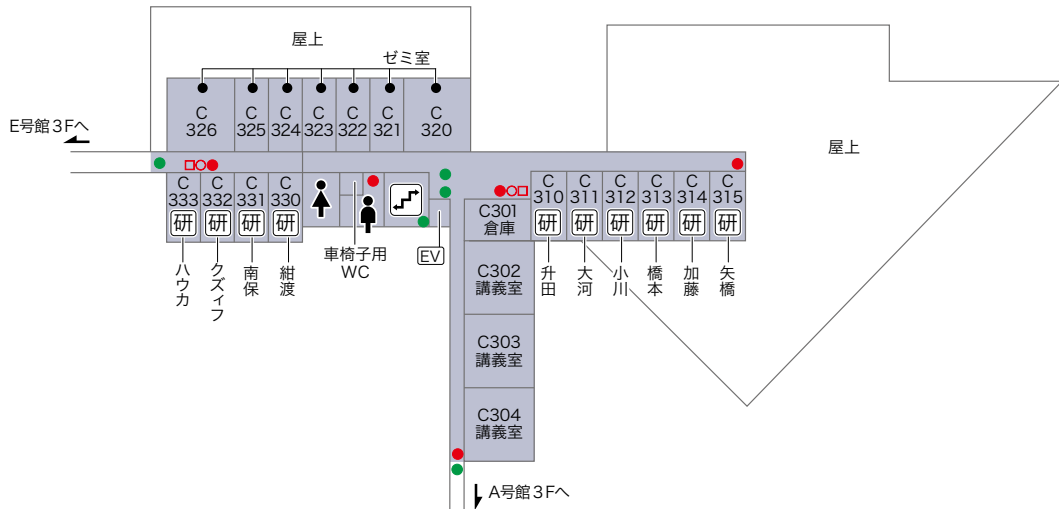 屋上
ゼミ室
C
326
C
325
C
324
C
323
C
322
C
321
C
320
屋上
E号館3Fへ
C
333
研
C
332
研
C
331
研
C
330
研
C301
倉庫
C
310
研
C
311
研
C
312
研
C
313
研
C
314
研
C
315
研
ハウカ
クズィフ
南保
紺渡
車椅子用
WC
EV
升田
大河
小川
橋本
加藤
矢橋
C302
講義室
C303
講義室
C304
講義室
A号館3Fへ